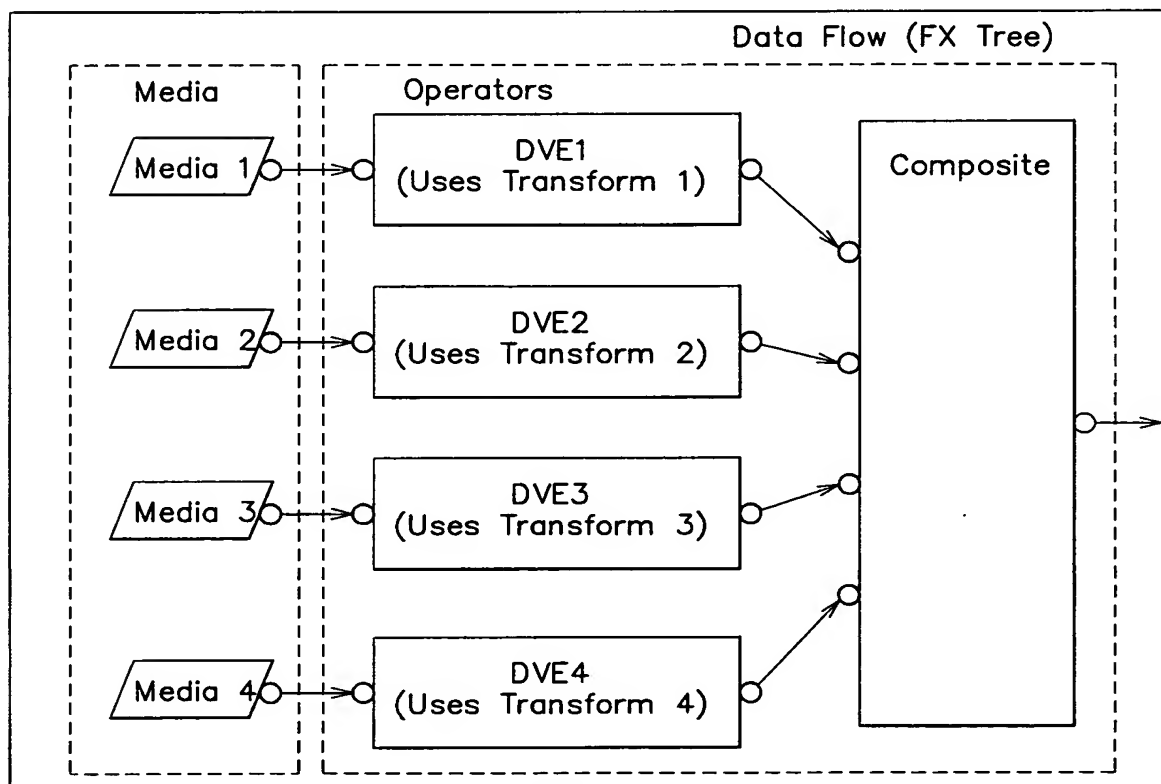 Data Flow (FX Tree)
Media
Operators
Media 1
DVE1
(Uses Transform 1)
Composite
Media 2
DVE2
(Uses Transform 2)
Media 3
DVE3
(Uses Transform 3)
Media 4
DVE4
(Uses Transform 4)